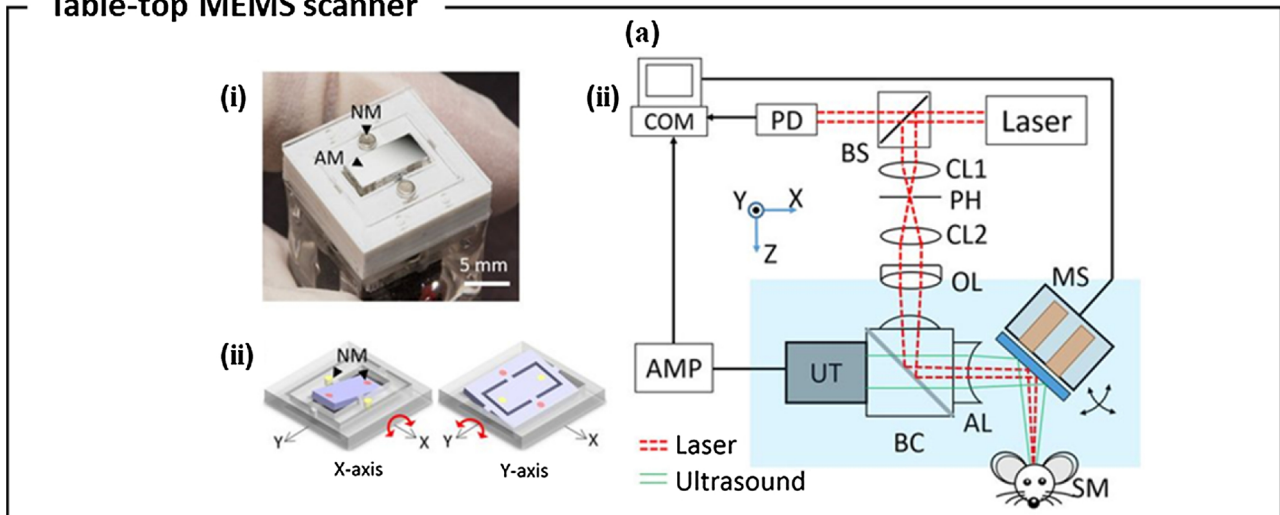 Table-top MEMS scanner
(a)
(i)
NM
AM
5 mm
(ii)
NM
Y
X
X-axis
Y
X
Y-axis
(ii)
COM
PD
BS
Laser
CL1
PH
CL2
OL
Y
X
Z
MS
AMP
UT
BC
AL
SM
Laser
Ultrasound